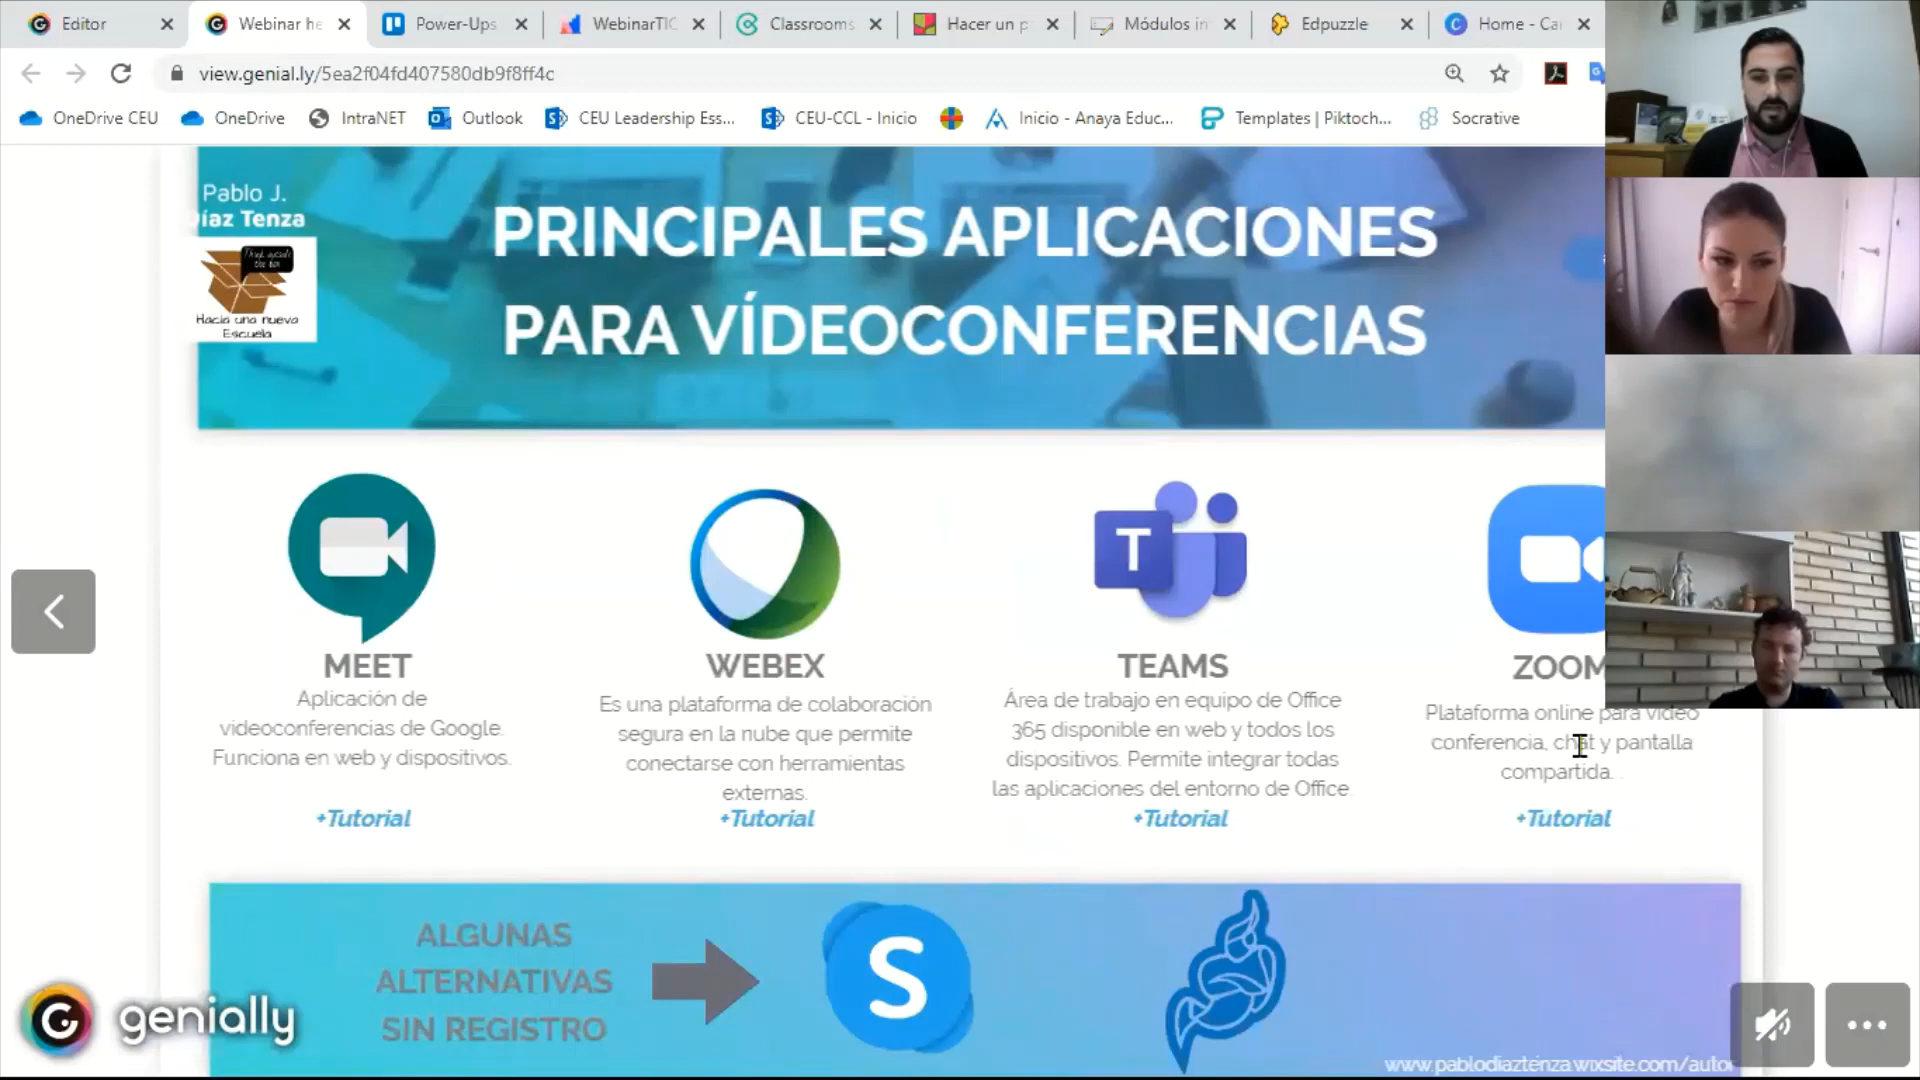 Editor
Webinar he
Power-Ups
WebinarTIC
Classrooms
Hacer un p
Módulos in
Edpuzzle
Home - Ca
view.genial.ly/5ea2f04fd407580db9f8ff4c
OneDrive CEU
OneDrive
IntraNET
Outlook
CEU Leadership Ess...
CEU-CCL - Inicio
Inicio - Anaya Educ...
Templates | Piktoch...
Socrative
Pablo J.
íaz Tenza
Hacia una nueva
Escuela
PRINCIPALES APLICACIONES
PARA VÍDEOCONFERENCIAS
MEET
Aplicación de
videoconferencias de Google.
Funciona en web y dispositivos.
+Tutorial
WEBEX
Es una plataforma de colaboración
segura en la nube que permite
conectarse con herramientas
externas.
+Tutorial
TEAMS
Área de trabajo en equipo de Office
365 disponible en web y todos los
dispositivos. Permite integrar todas
las aplicaciones del entorno de Office.
+Tutorial
ZOOM
Plataforma online para video
conferencia, chat y pantalla
compartida.
+Tutorial
ALGUNAS
ALTERNATIVAS
SIN REGISTRO
genially
www.pablodiaztenza.wixsite.com/autor